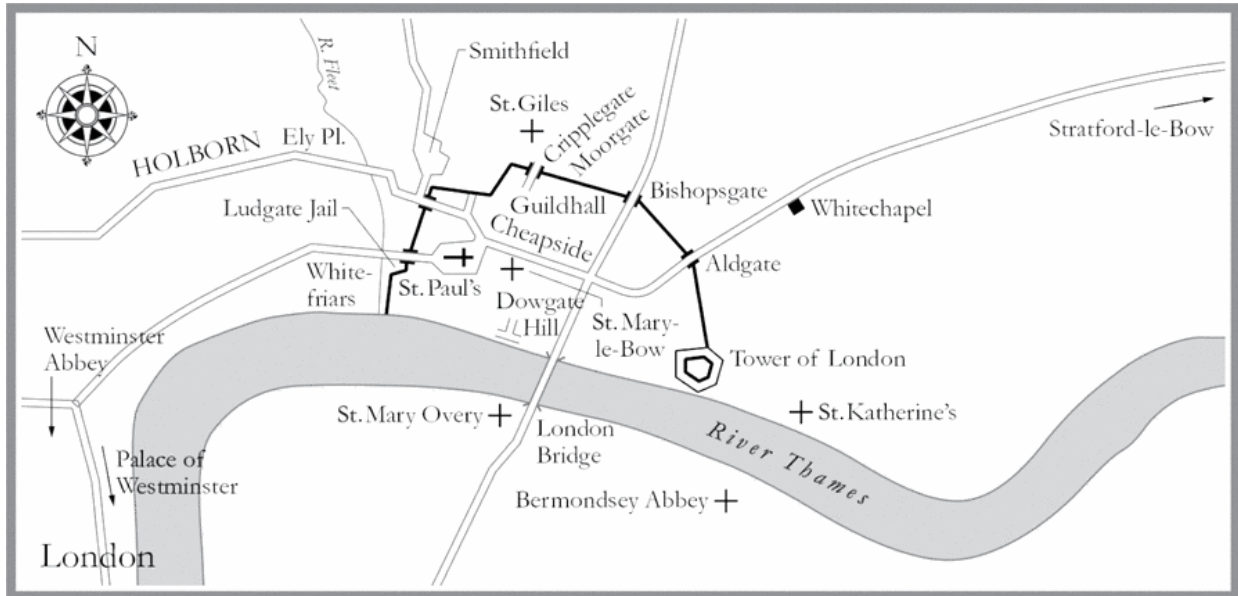 N
R. Fleet
Smithfield
St. Giles
Cripplegate
Moorgate
Stratford-le-Bow
Ely Pl.
HOLBORN
Bishopsgate
Ludgate Jail
Guildhall
Whitechapel
Cheapside
Aldgate
White-
friars
St. Paul's
Dowgate
Hill
St. Mary-
le-Bow
Westminster
Abbey
Tower of London
St. Mary Overy
St. Katherine's
London
Bridge
River Thames
Palace of
Westminster
Bermondsey Abbey
London